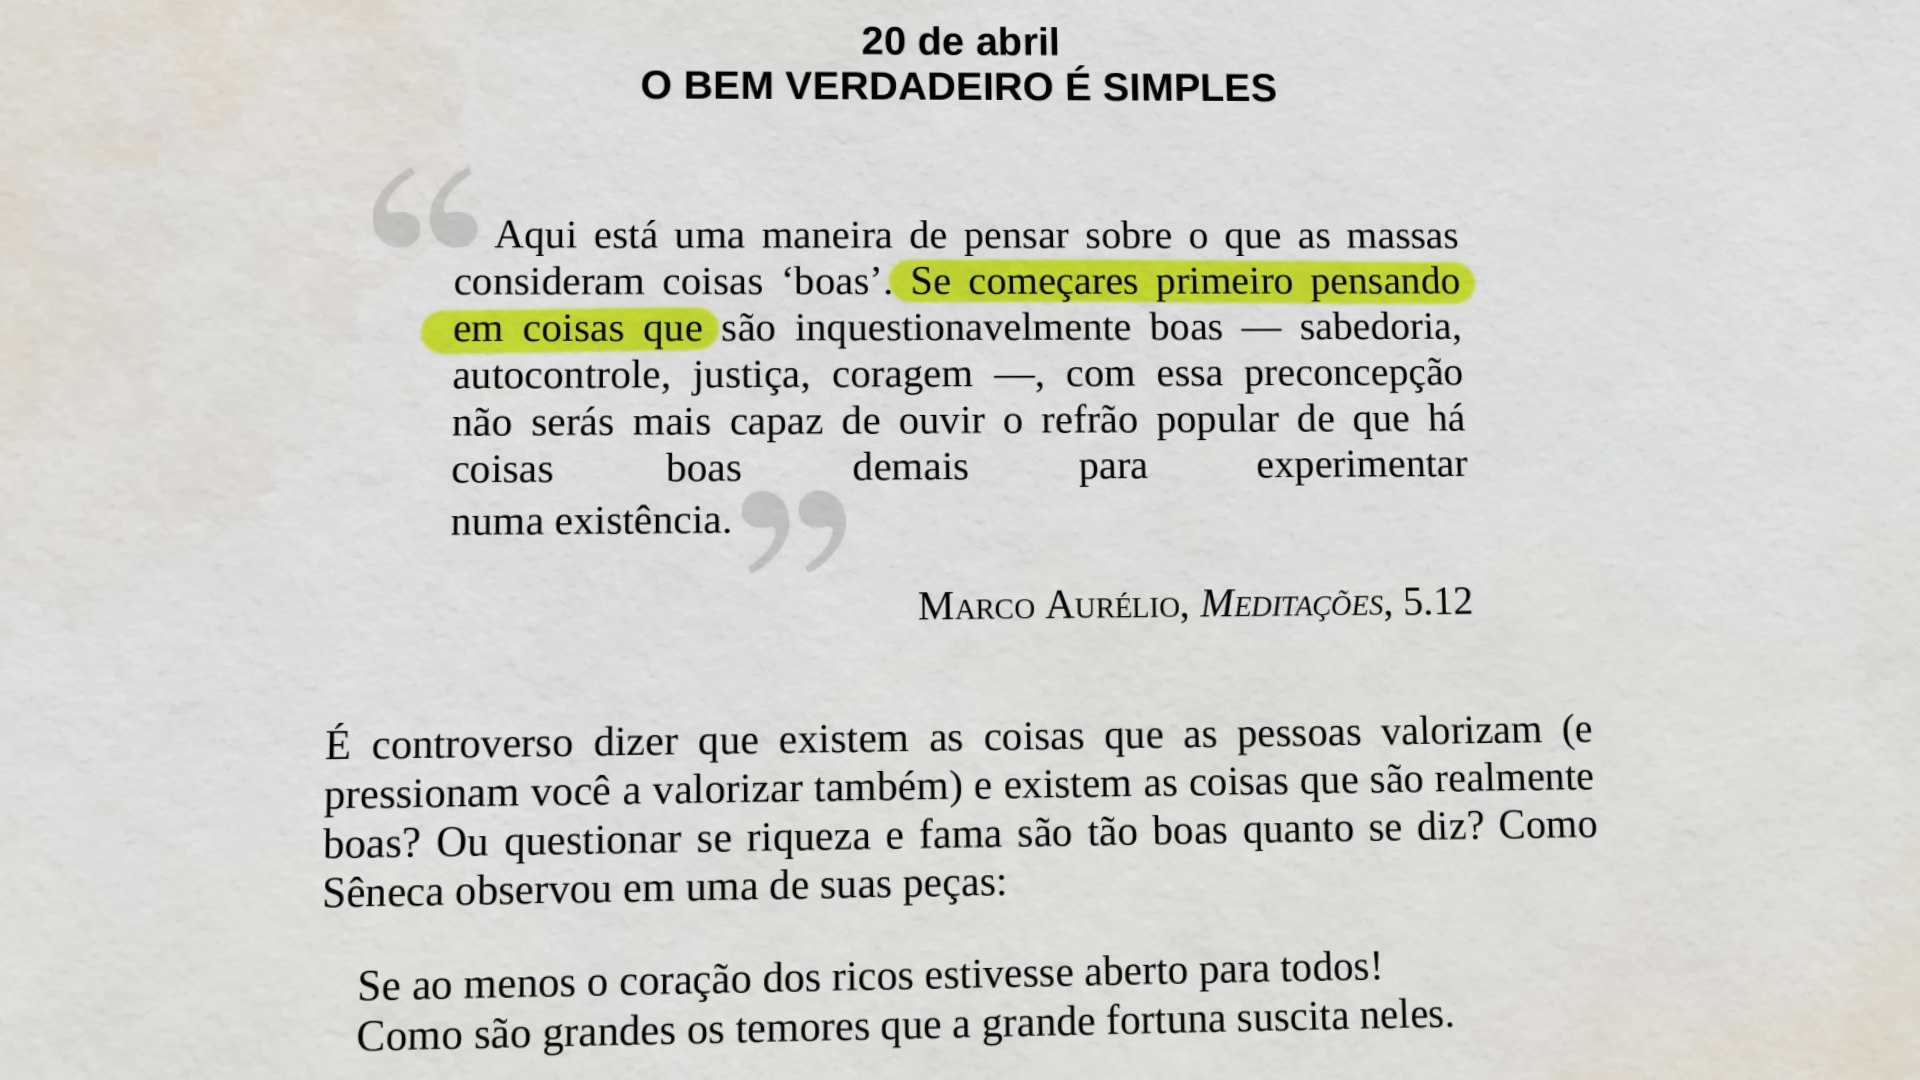 20 de abril
O BEM VERDADEIRO É SIMPLES
“Aqui está uma maneira de pensar sobre o que as massas
consideram coisas ‘boas’. Se começares primeiro pensando
em coisas que são inquestionavelmente boas — sabedoria,
autocontrole, justiça, coragem —, com essa preconcepção
não serás mais capaz de ouvir o refrão popular de que há
coisas boas demais para experimentar
numa existência.”
Marco Aurélio, Meditações, 5.12
É controverso dizer que existem as coisas que as pessoas valorizam (e
pressionam você a valorizar também) e existem as coisas que são realmente
boas? Ou questionar se riqueza e fama são tão boas quanto se diz? Como
Sêneca observou em uma de suas peças:
Se ao menos o coração dos ricos estivesse aberto para todos!
Como são grandes os temores que a grande fortuna suscita neles.